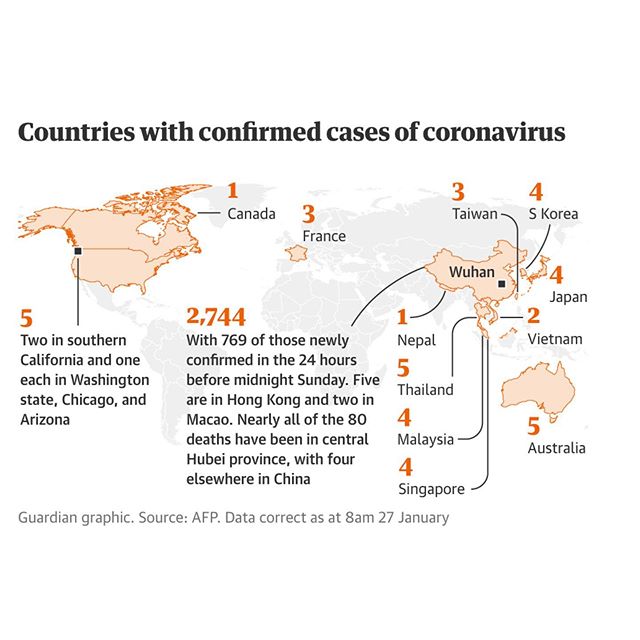 Countries with confirmed cases of coronavirus
1
Canada
3
France
3
Taiwan
4
S Korea
Wuhan
4
Japan
5
Two in southern
California and one
each in Washington
state, Chicago, and
Arizona
2,744
With 769 of those newly
confirmed in the 24 hours
before midnight Sunday. Five
are in Hong Kong and two in
Macao. Nearly all of the 80
deaths have been in central
Hubei province, with four
elsewhere in China
1
Nepal
2
Vietnam
5
Thailand
4
Malaysia
4
Singapore
5
Australia
Guardian graphic. Source: AFP. Data correct as at 8am 27 January